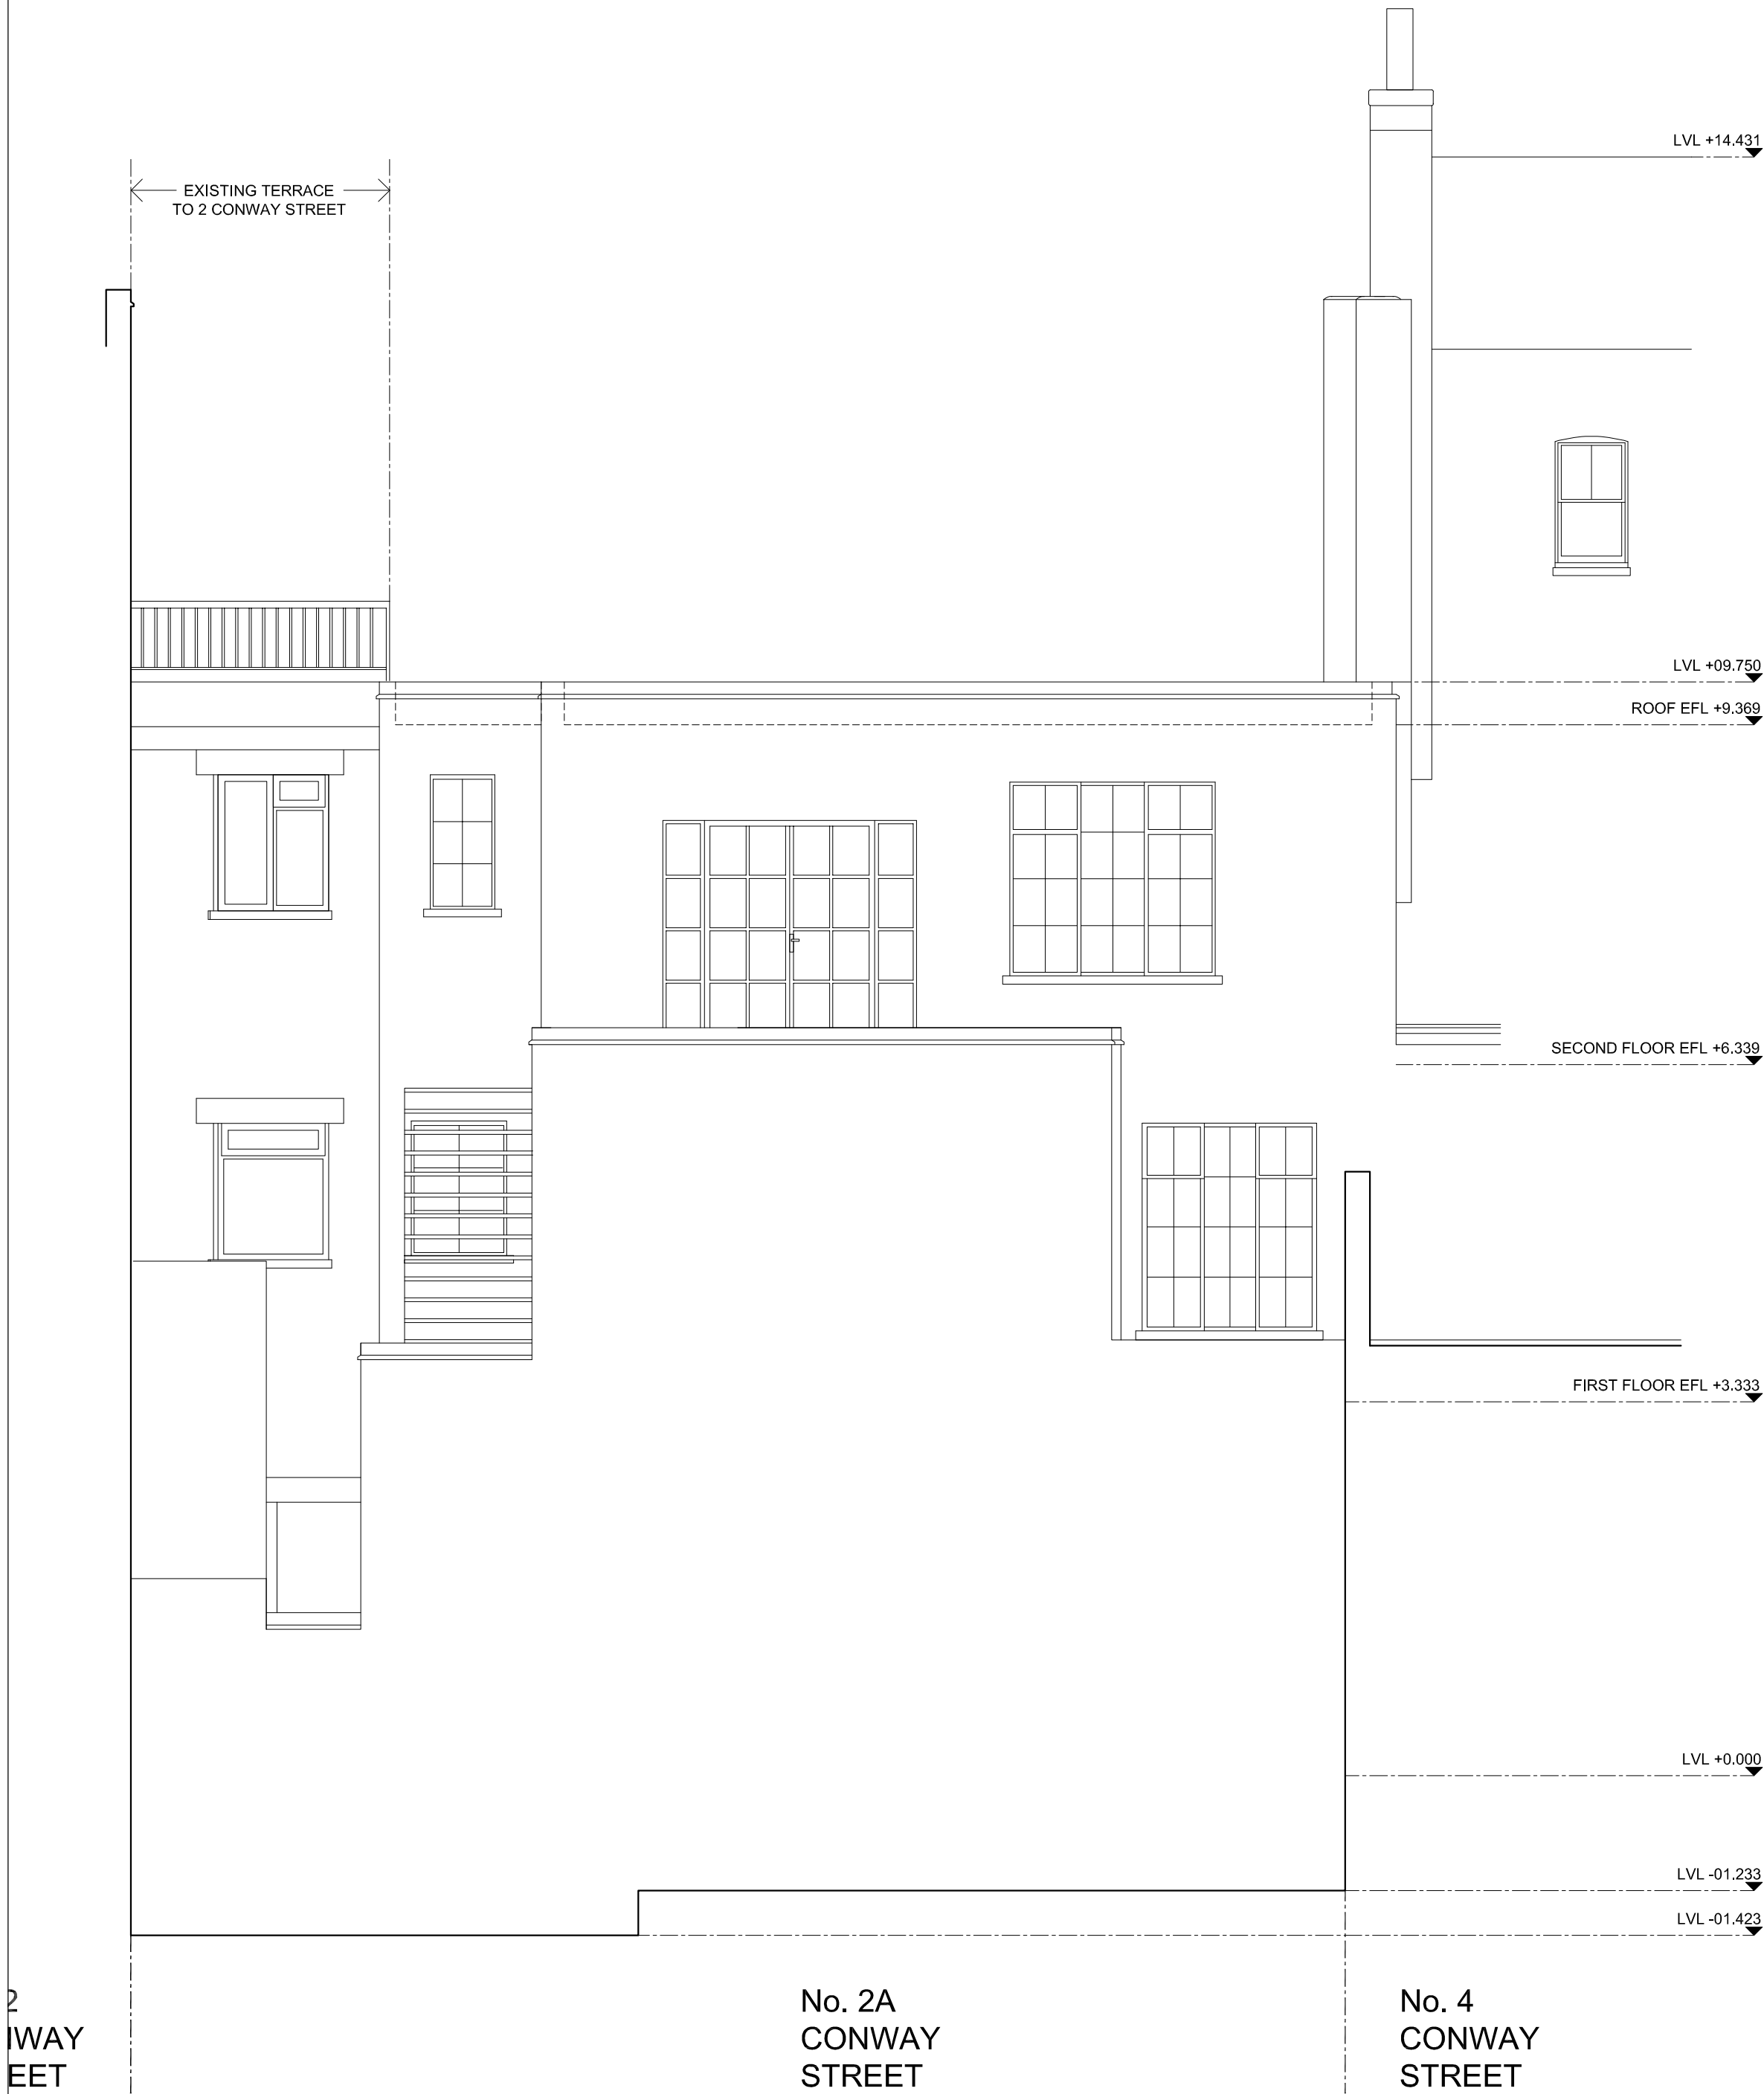 LVL +14.431
EXISTING TERRACE
TO 2 CONWAY STREET
LVL +09.750
ROOF EFL +9.369
SECOND FLOOR EFL +6.339
FIRST FLOOR EFL +3.333
LVL +0.000
LVL -01.233
LVL -01.423
2
NWAY
EET
No. 2A
CONWAY
STREET
No. 4
CONWAY
STREET